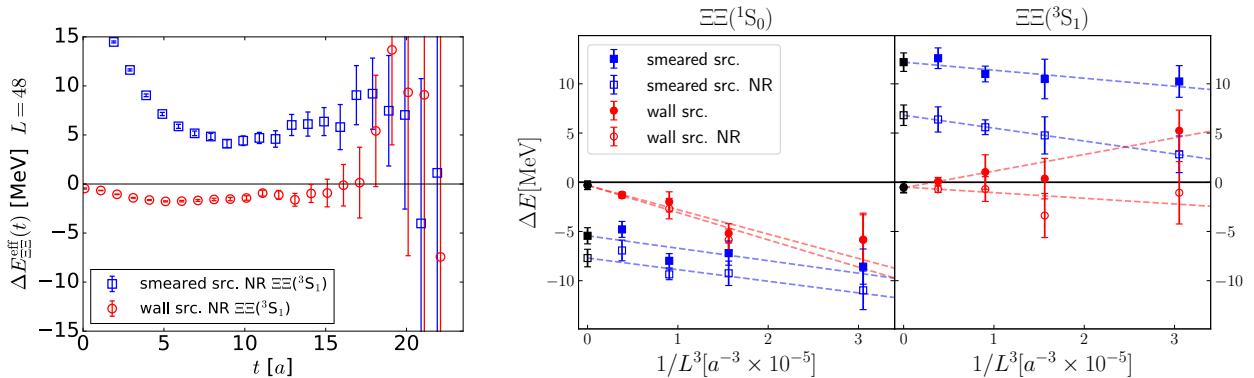 15
10
5
0
−5
−10
−15
0
5
10
15
20
t [a]
ΔE^eff_ΞΞ(t) [MeV] L = 48
smeared src. NR ΞΞ(³S₁)
wall src. NR ΞΞ(³S₁)
ΞΞ(¹S₀)
ΞΞ(³S₁)
ΔE[MeV]
10
5
0
−5
−10
smeared src.
smeared src. NR
wall src.
wall src. NR
0
1
2
3
1/L³[a⁻³ × 10⁻⁵]
0
1
2
3
1/L³[a⁻³ × 10⁻⁵]
10
5
0
−5
−10